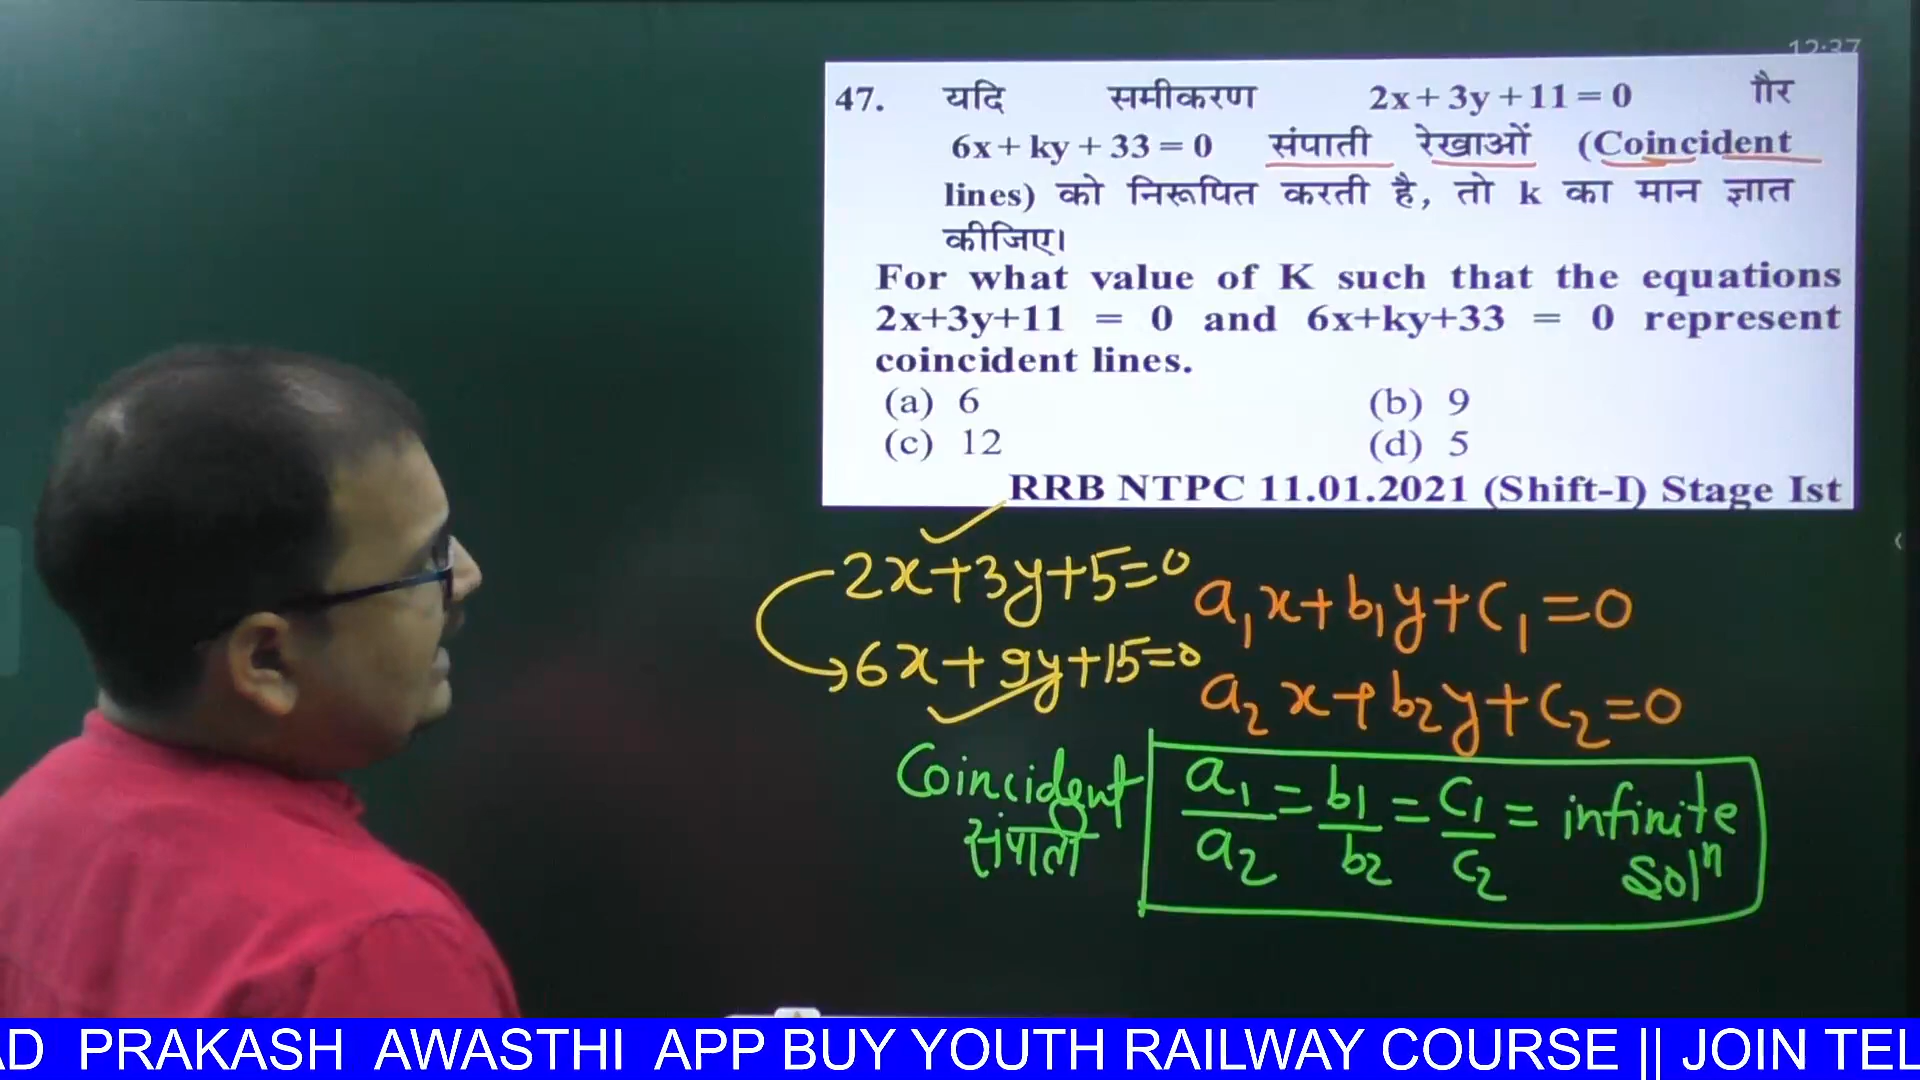 12:37
47. यदि समीकरण 2x + 3y + 11 = 0 गैर
6x + ky + 33 = 0 संपाती रेखाओं (Coincident
lines) को निरूपित करती है, तो k का मान ज्ञात
कीजिए।
For what value of K such that the equations
2x+3y+11 = 0 and 6x+ky+33 = 0 represent
coincident lines.
(a) 6 (b) 9
(c) 12 (d) 5
RRB NTPC 11.01.2021 (Shift-I) Stage Ist
2x+3y+5=0
6x+9y+15=0
a₁x+b₁y+c₁=0
a₂x+b₂y+c₂=0
Coincident
संपाती
a₁/a₂ = b₁/b₂ = c₁/c₂ = infinite
solⁿ
AD PRAKASH AWASTHI APP BUY YOUTH RAILWAY COURSE || JOIN TEL